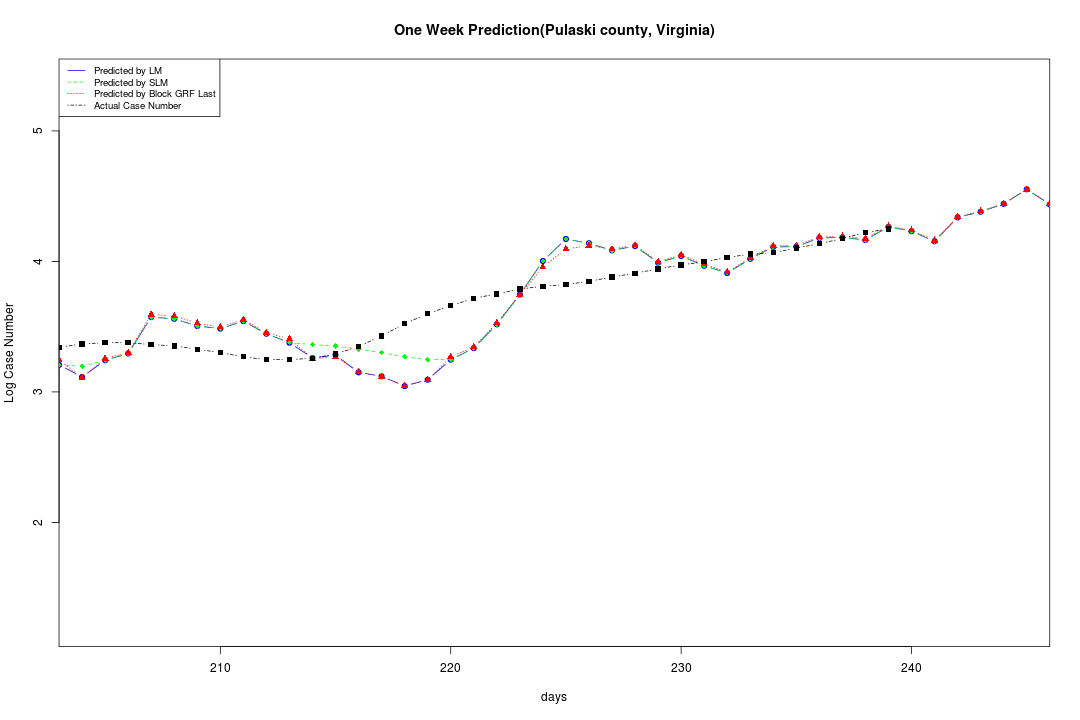 One Week Prediction(Pulaski county, Virginia)
Predicted by LM
Predicted by SLM
Predicted by Block GRF Last
Actual Case Number
5
4
3
2
Log Case Number
210 220 230 240
days